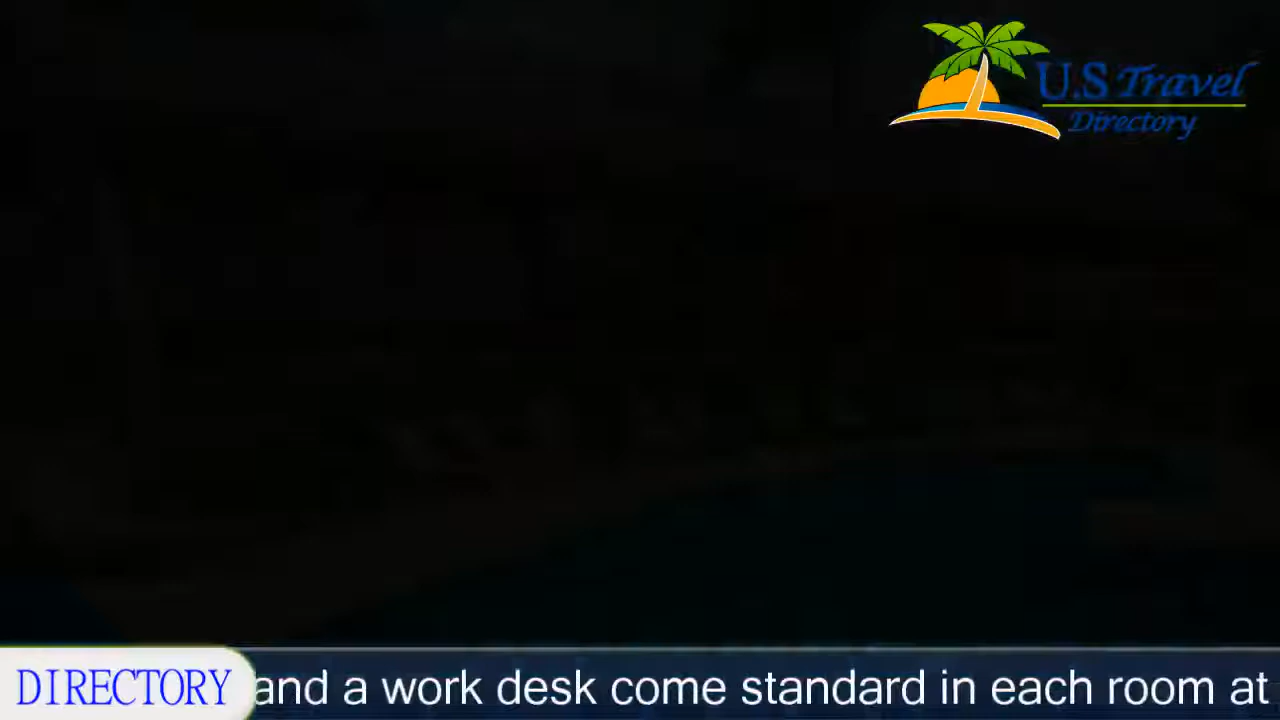 U.S Travel
Directory
DIRECTORY and a work desk come standard in each room at